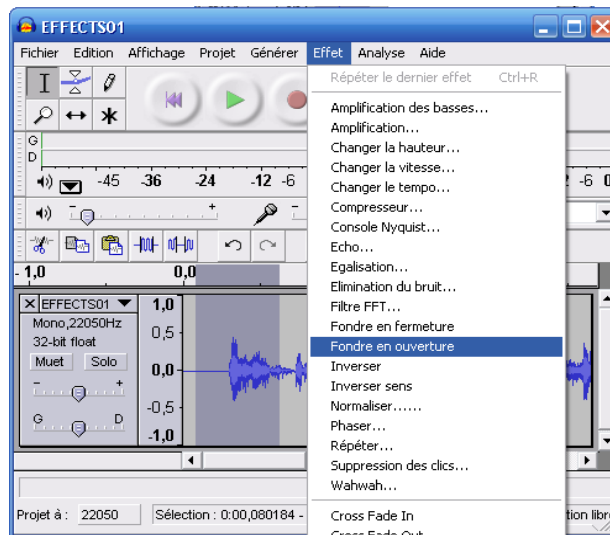 EFFECTS01
Fichier Edition Affichage Projet Générer Effet Analyse Aide
Répéter le dernier effet Ctrl+R
Amplification des basses...
Amplification...
Changer la hauteur...
Changer la vitesse...
Changer le tempo...
Compresseur...
Console Nyquist...
Echo...
Egalisation...
Elimination du bruit...
Filtre FFT...
Fondre en fermeture
Fondre en ouverture
Inverser
Inverser sens
Normaliser......
Phaser...
Répéter...
Suppression des clics...
Wahwah...
Cross Fade In
Cross Fade Out
G
D
-45 -36 -24 -12 -6 -6 0
- +
-
- 1,0 0,0
EFFECTS01
Mono,22050Hz
32-bit float
Muet Solo
- +
G D
1,0
0,5
0,0
-0,5
-1,0
Projet à : 22050 Sélection : 0:00,080184 -